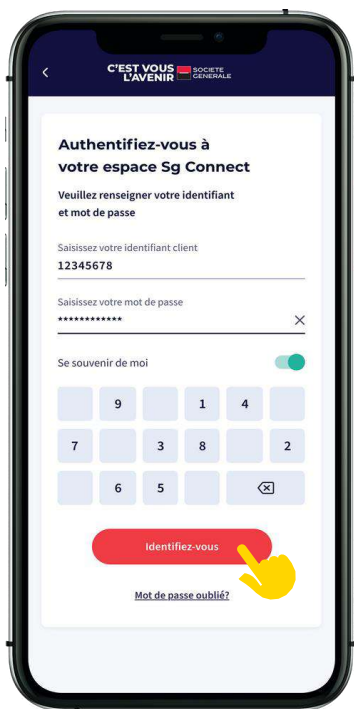 C'EST VOUS
L'AVENIR
SOCIETE
GENERALE
Authentifiez-vous à
votre espace Sg Connect
Veuillez renseigner votre identifiant
et mot de passe
Saisissez votre identifiant client
12345678
Saisissez votre mot de passe
************
Se souvenir de moi
9 1 4
7 3 8 2
6 5
Identifiez-vous
Mot de passe oublié?